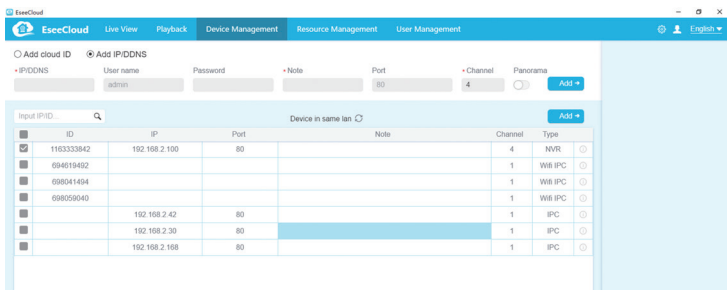 EseeCloud
EseeCloud Live View Playback Device Management Resource Management User Management English
Add cloud ID Add IP/DDNS
*IP/DDNS User name Password *Note Port *Channel Panorama
admin 80 4 Add
Input IP/ID... Device in same lan Add
ID IP Port Note Channel Type
1163333842 192.168.2.100 80 4 NVR
694619492 1 Wifi IPC
698041494 1 Wifi IPC
698059040 1 Wifi IPC
192.168.2.42 80 1 IPC
192.168.2.30 80 1 IPC
192.168.2.168 80 1 IPC